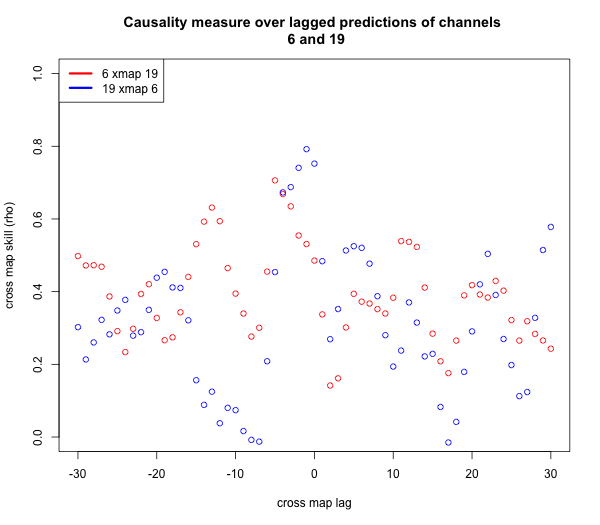 Causality measure over lagged predictions of channels
6 and 19
6 xmap 19
19 xmap 6
cross map skill (rho)
1.0
0.8
0.6
0.4
0.2
0.0
-30 -20 -10 0 10 20 30
cross map lag